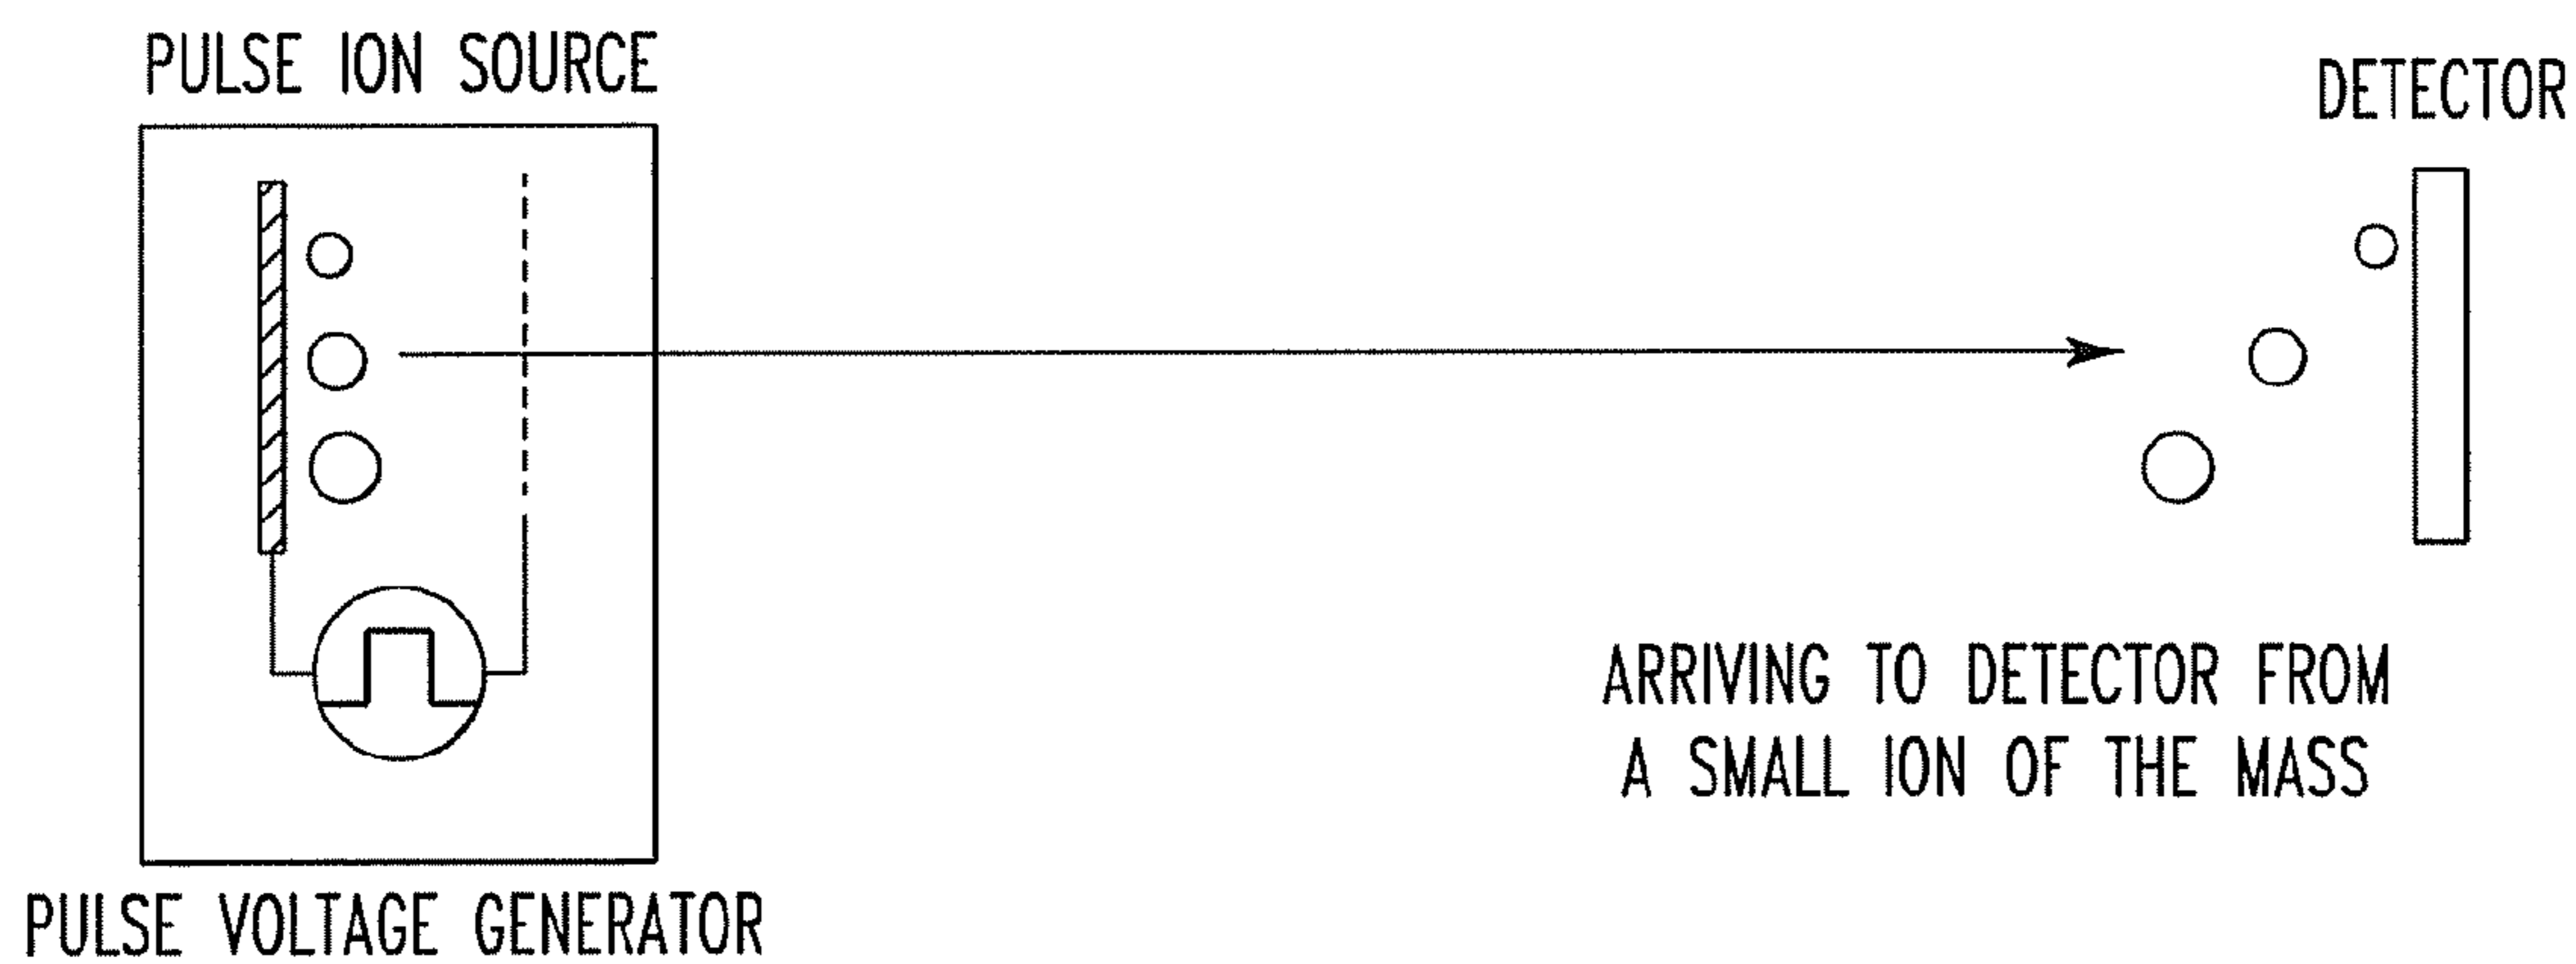 PULSE ION SOURCE
DETECTOR
ARRIVING TO DETECTOR FROM
A SMALL ION OF THE MASS
PULSE VOLTAGE GENERATOR